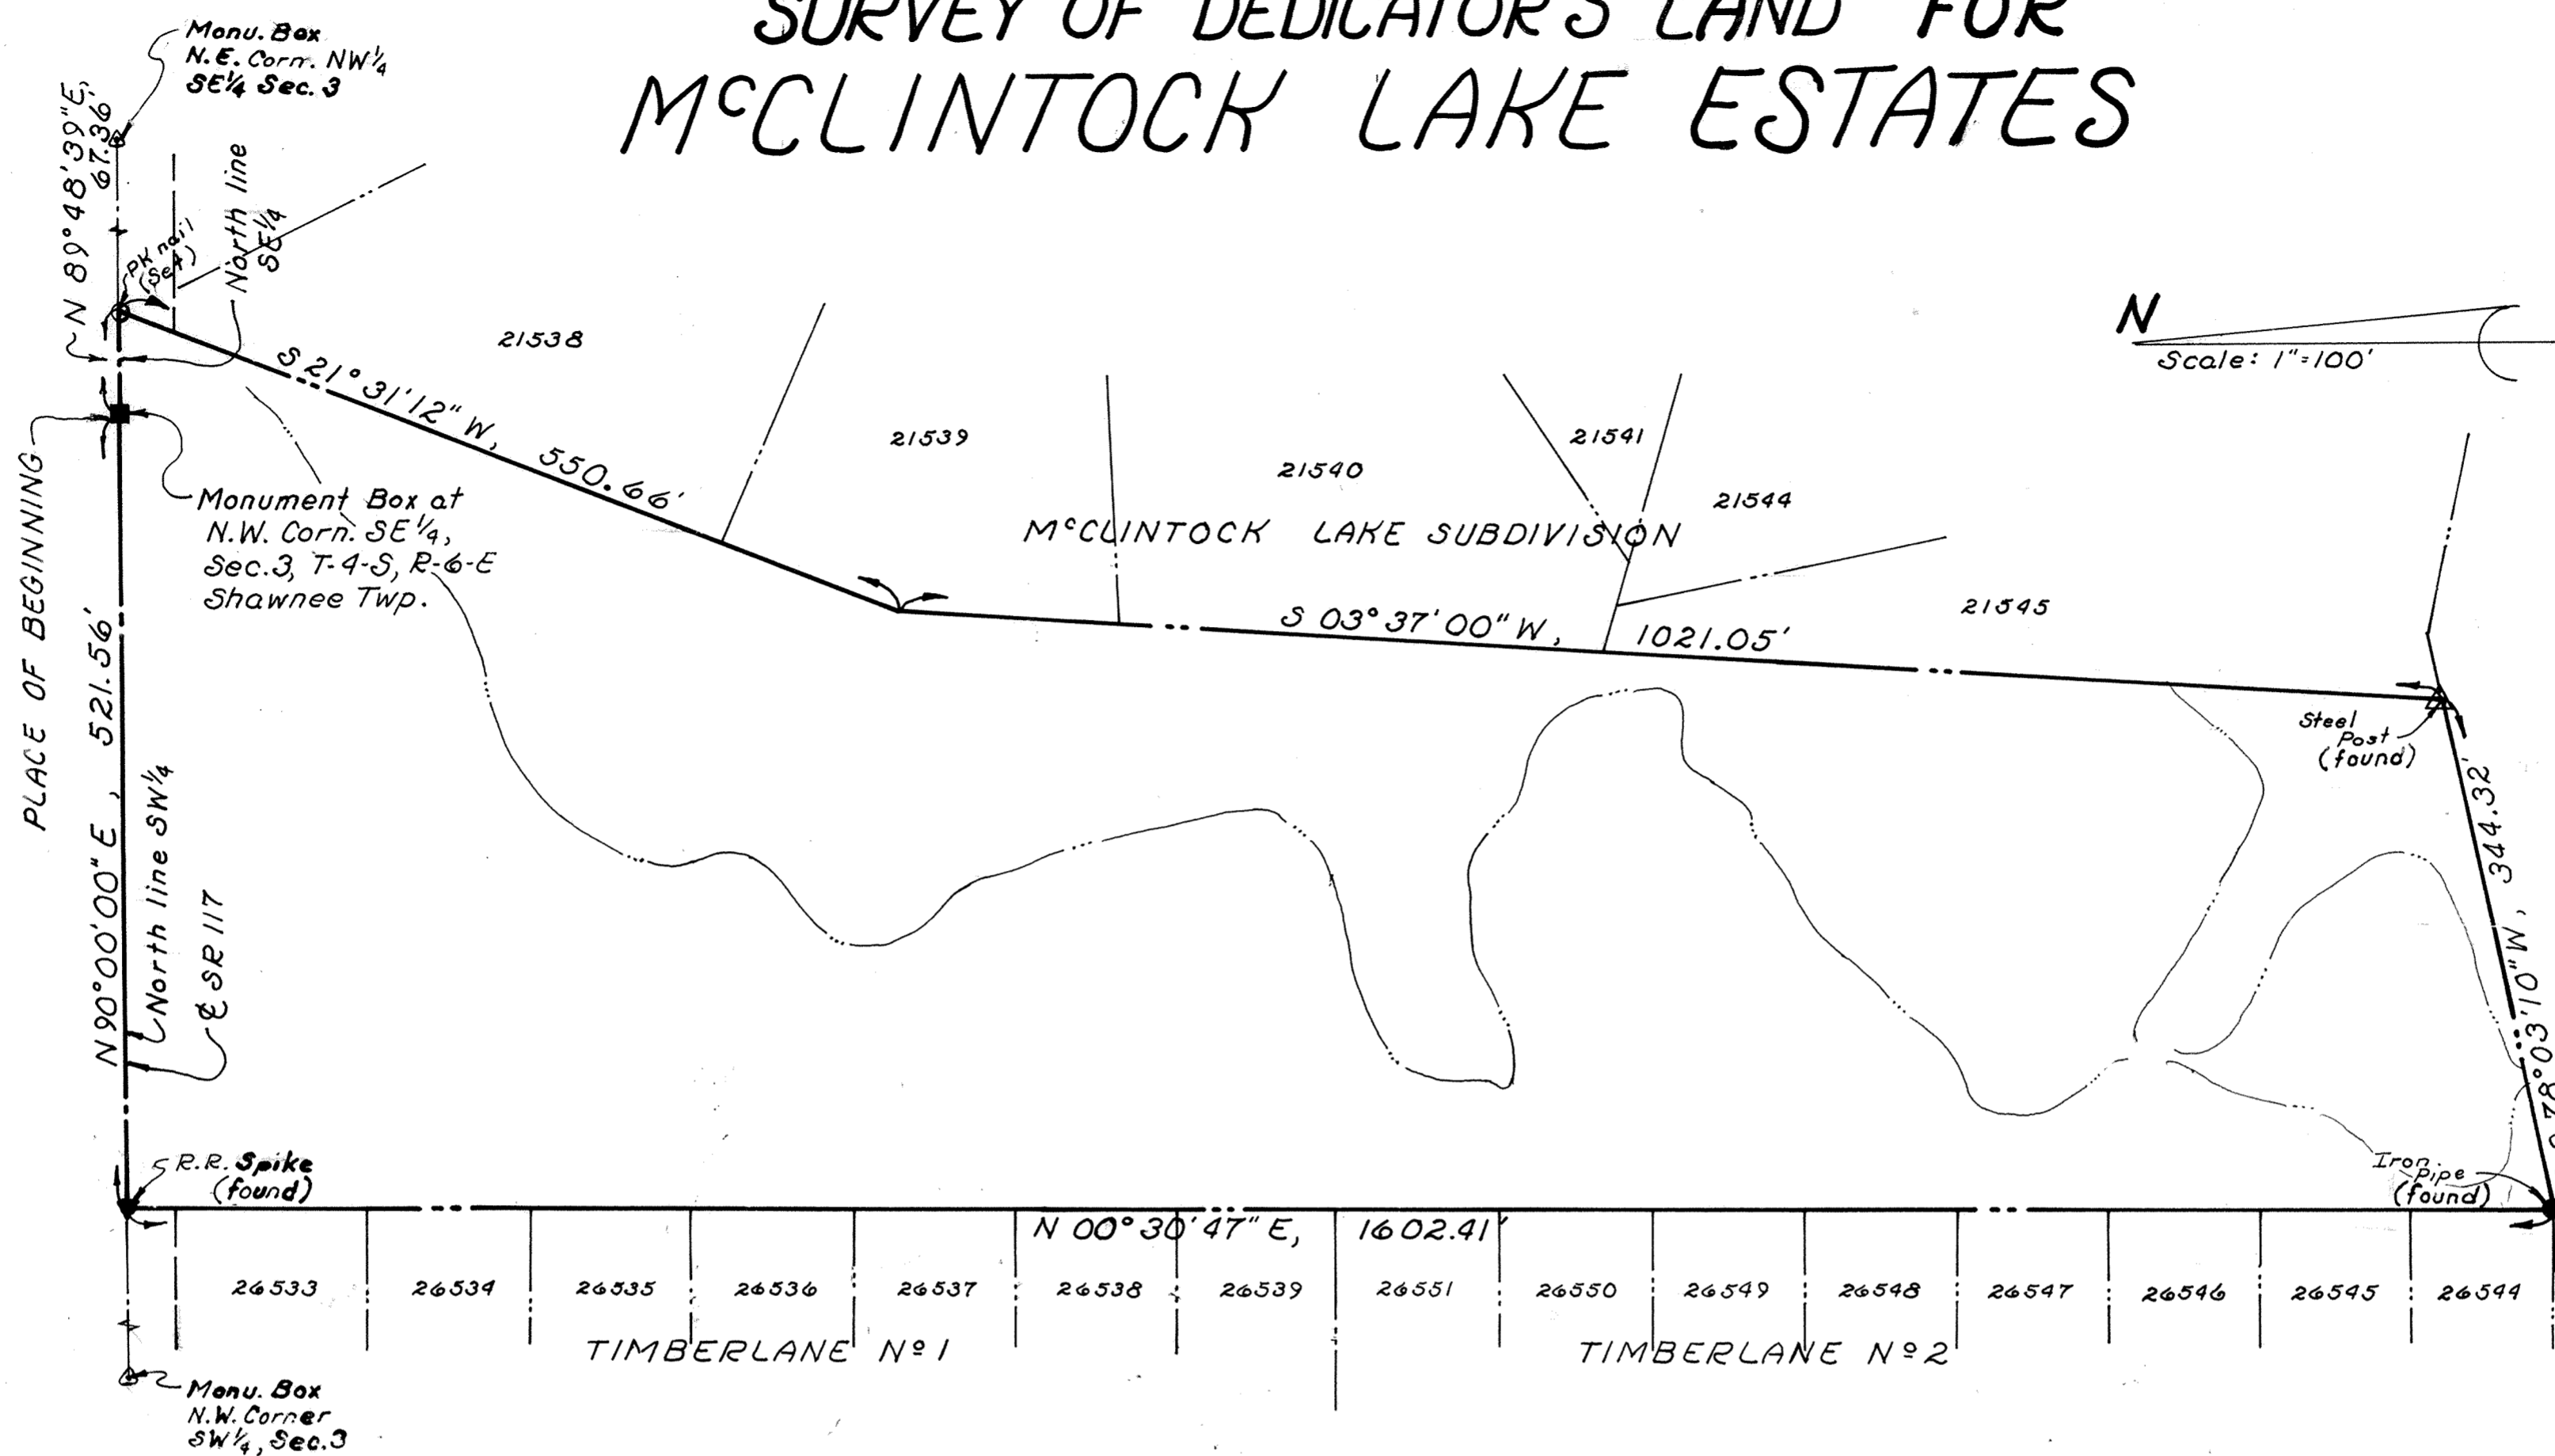 SURVEY OF DEDICATOR'S LAND FOR
McCLINTOCK LAKE ESTATES
Monu. Box
N.E. Corn. NW¼
SE¼ Sec. 3
N 89°48'39"E,
67.36
PK nail
(Set)
North line
SE¼
N
Scale: 1"=100'
21538
21539
21540
21541
21544
21545
McCLINTOCK LAKE SUBDIVISION
S 21°31'12" W, 550.66'
S 03°37'00" W, 1021.05'
PLACE OF BEGINNING
Monument Box at
N.W. Corn. SE¼,
Sec.3, T-4-S, R-6-E
Shawnee Twp.
Steel
Post
(found)
78°03'10" W, 344.32'
N 90°00'00" E, 521.56'
North line SW¼
℄ SR 117
R.R. Spike
(found)
Iron
Pipe
(found)
N 00°30'47" E, 1602.41'
26533
26534
26535
26536
26537
26538
26539
26551
26550
26549
26548
26547
26546
26545
26544
TIMBERLANE Nº 1
TIMBERLANE Nº 2
Monu. Box
N.W. Corner
SW¼, Sec.3